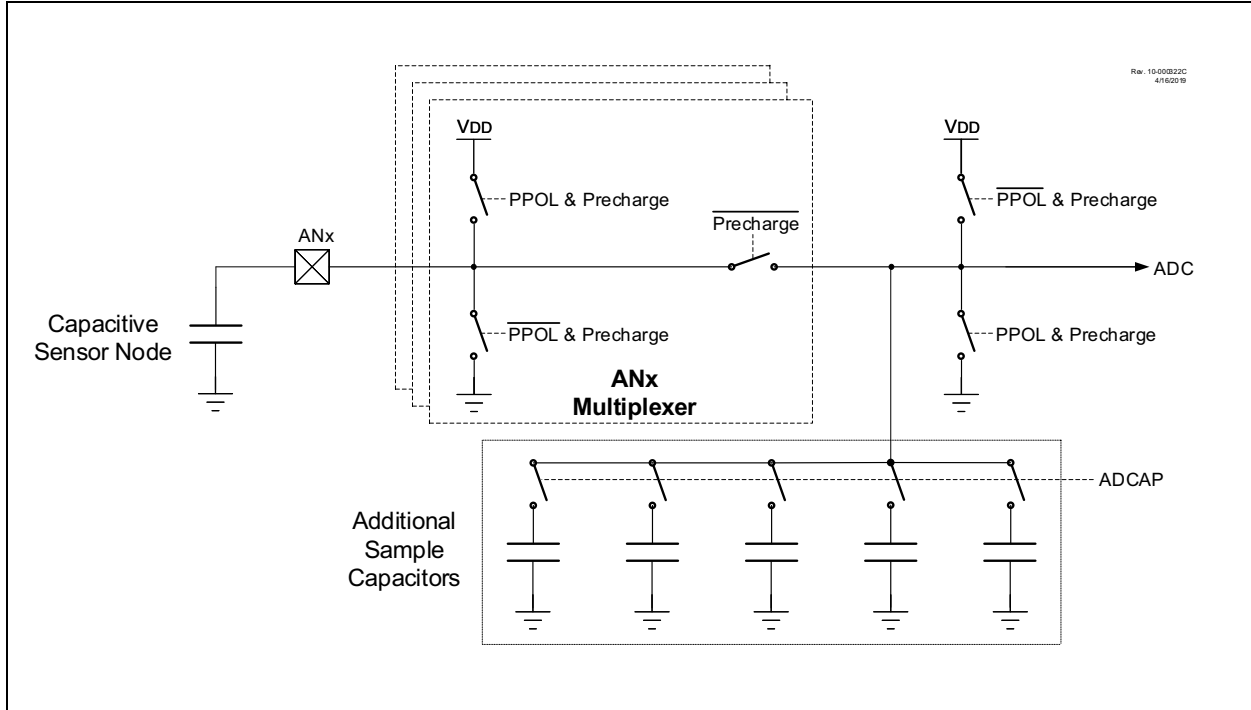 Rev. 10-000322C
4/16/2019
VDD
VDD
PPOL & Precharge
PPOL & Precharge
Precharge
ANx
ADC
Capacitive
Sensor Node
PPOL & Precharge
PPOL & Precharge
ANx
Multiplexer
ADCAP
Additional
Sample
Capacitors